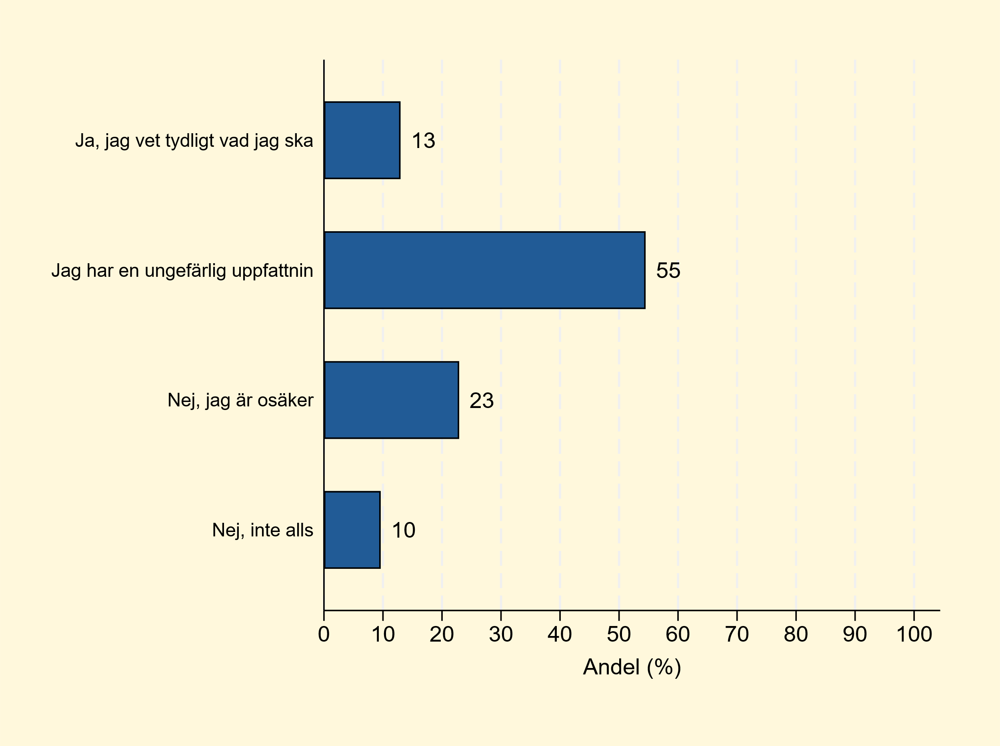 Ja, jag vet tydligt vad jag ska
13
Jag har en ungefärlig uppfattnin
55
Nej, jag är osäker
23
Nej, inte alls
10
0 10 20 30 40 50 60 70 80 90 100
Andel (%)